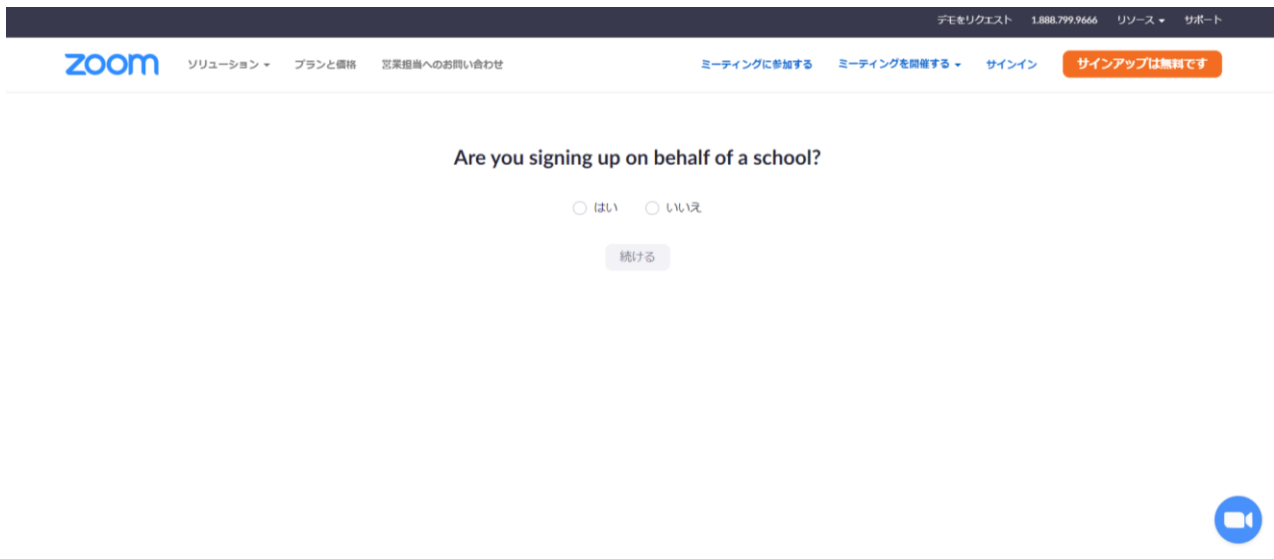 デモをリクエスト 1.888.799.9666 リソース サポート
zoom ソリューション プランと価格 営業担当へのお問い合わせ ミーティングに参加する ミーティングを開催する サインイン サインアップは無料です
Are you signing up on behalf of a school?
はい いいえ
続ける